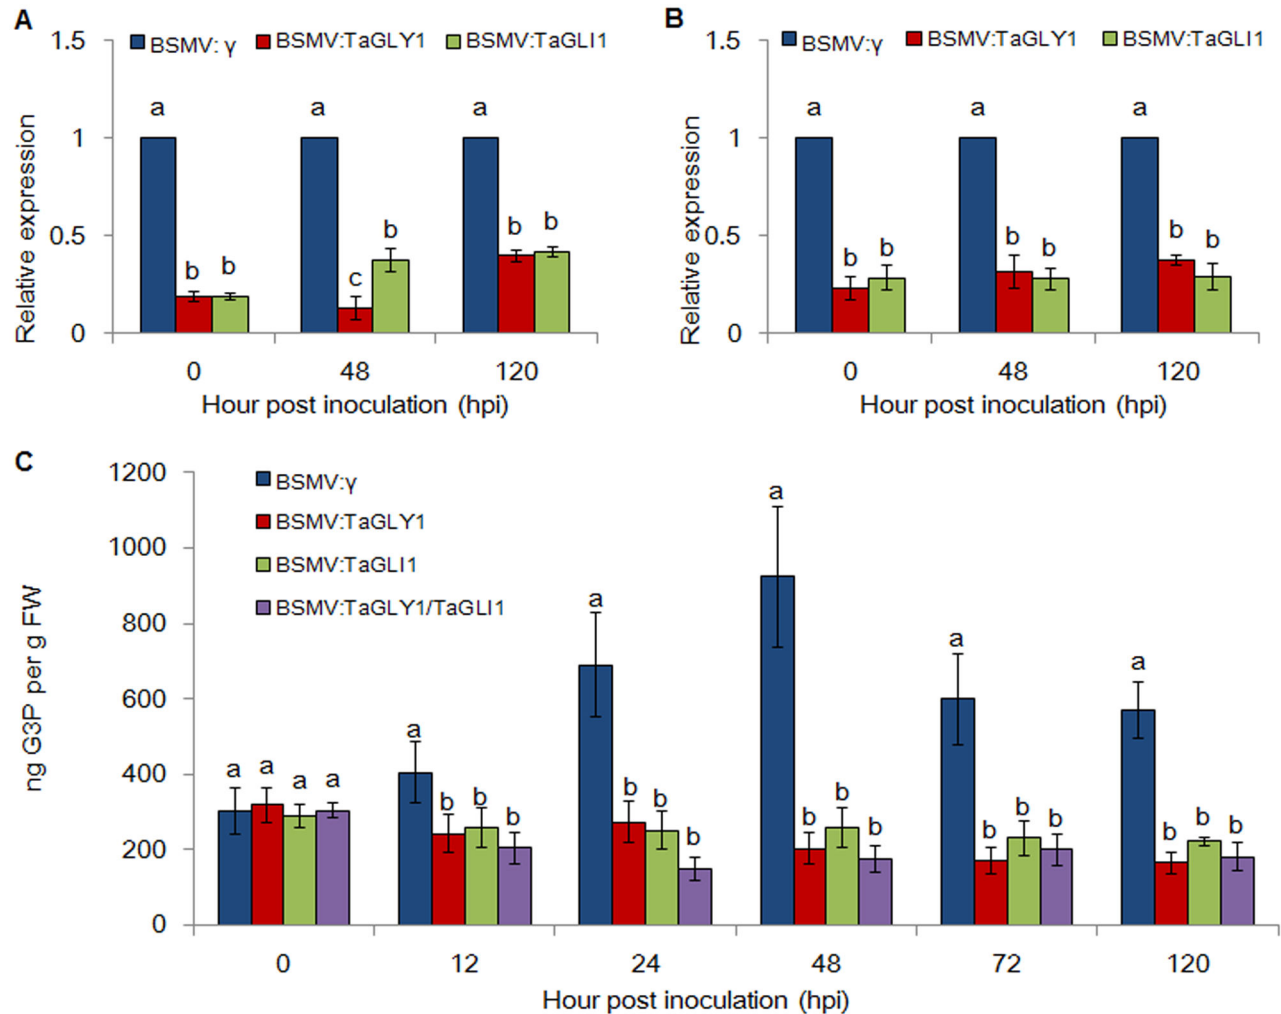 A
BSMV: γ BSMV:TaGLY1 BSMV:TaGLI1
1.5
1
0.5
0
Relative expression
a b b
a c b
a b b
0 48 120
Hour post inoculation (hpi)
B
BSMV:γ BSMV:TaGLY1 BSMV:TaGLI1
1.5
1
0.5
0
Relative expression
a b b
a b b
a b b
0 48 120
Hour post inoculation (hpi)
C
BSMV:γ
BSMV:TaGLY1
BSMV:TaGLI1
BSMV:TaGLY1/TaGLI1
1200
1000
800
600
400
200
0
ng G3P per g FW
a a a a
a b b b
a b b b
a b b b
a b b b
a b b b
0 12 24 48 72 120
Hour post inoculation (hpi)